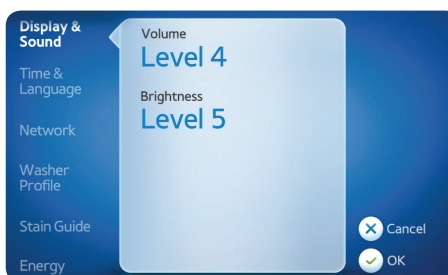 Display &
Sound
Time &
Language
Network
Washer
Profile
Stain Guide
Energy
Volume
Level 4
Brightness
Level 5
Cancel
OK